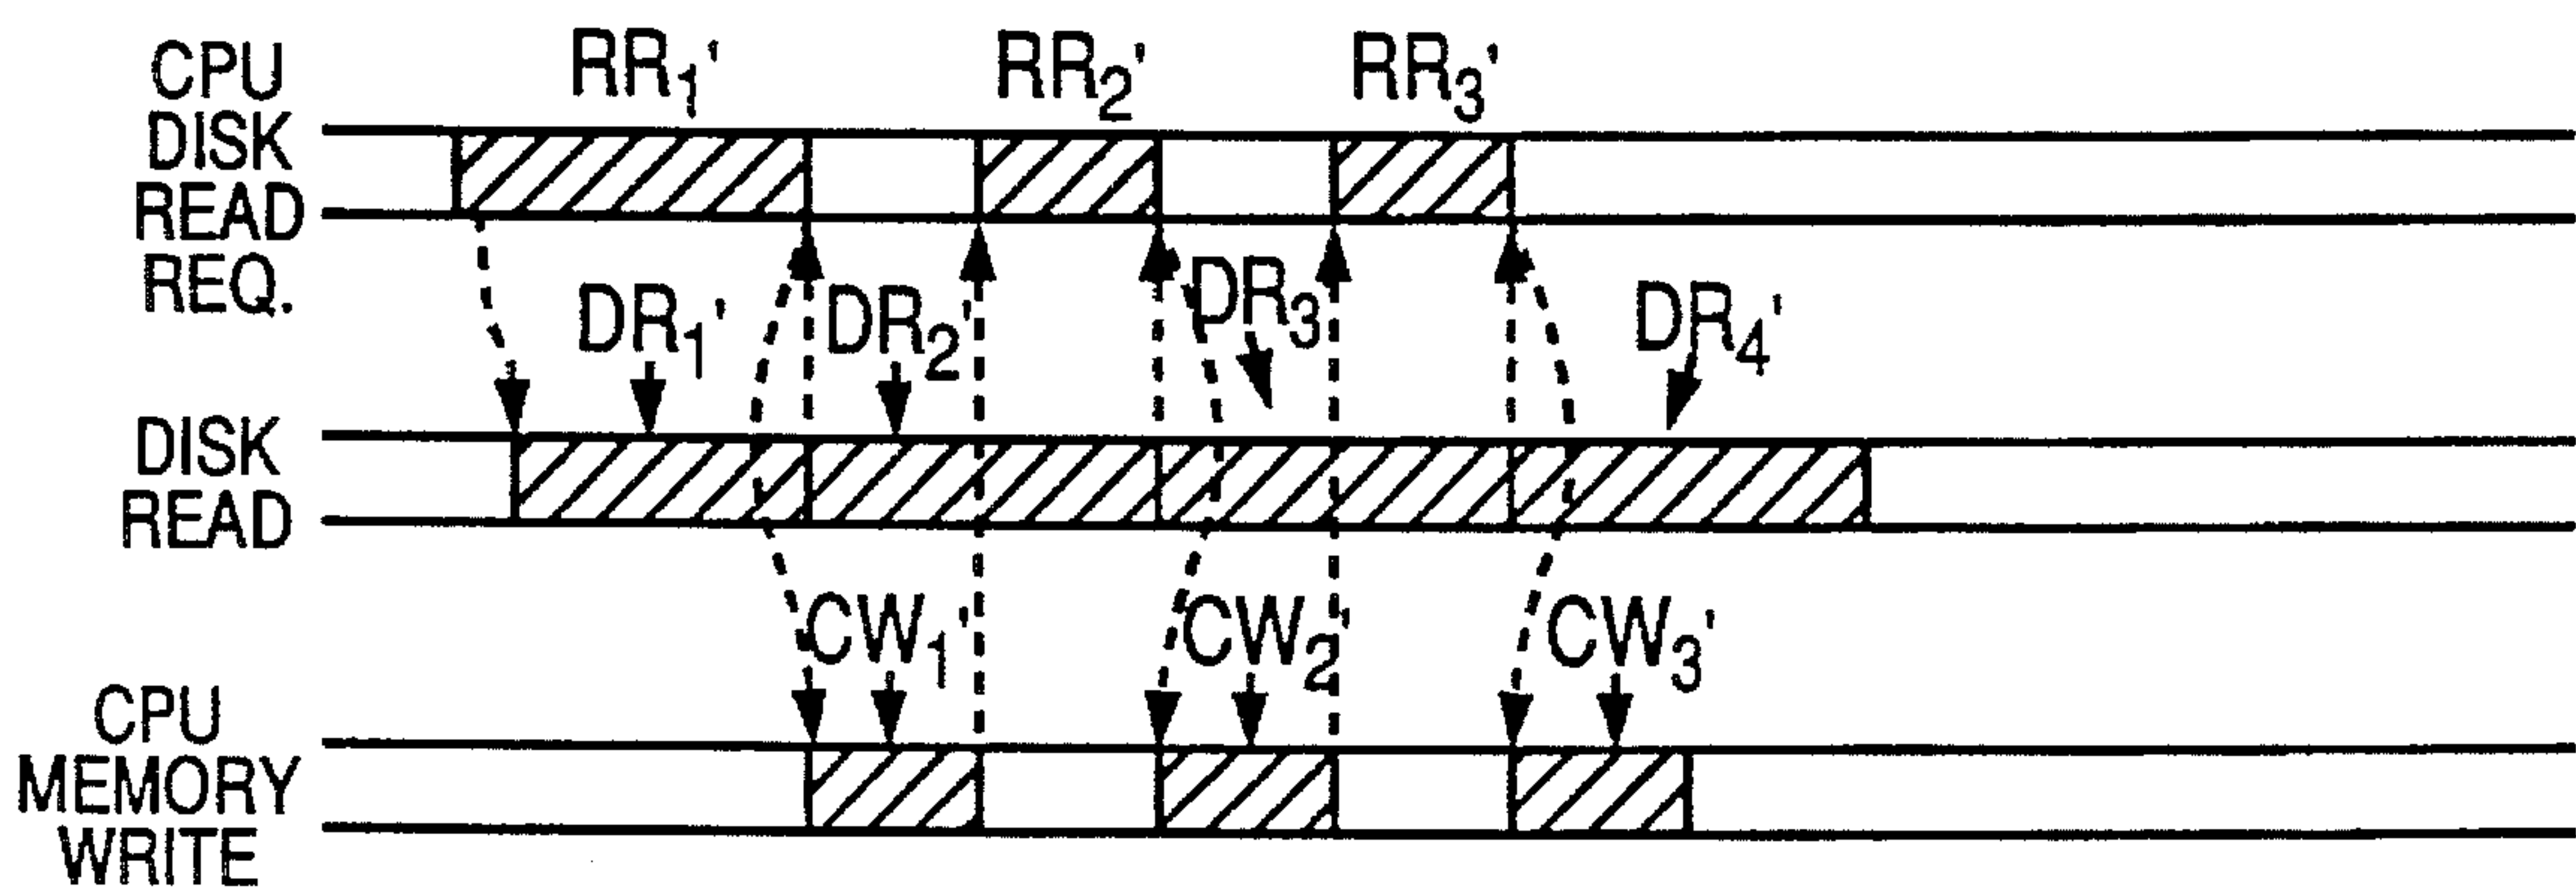 CPU
DISK
READ
REQ.
RR₁'
RR₂'
RR₃'
DISK
READ
DR₁'
DR₂'
DR₃'
DR₄'
CPU
MEMORY
WRITE
CW₁'
CW₂'
CW₃'